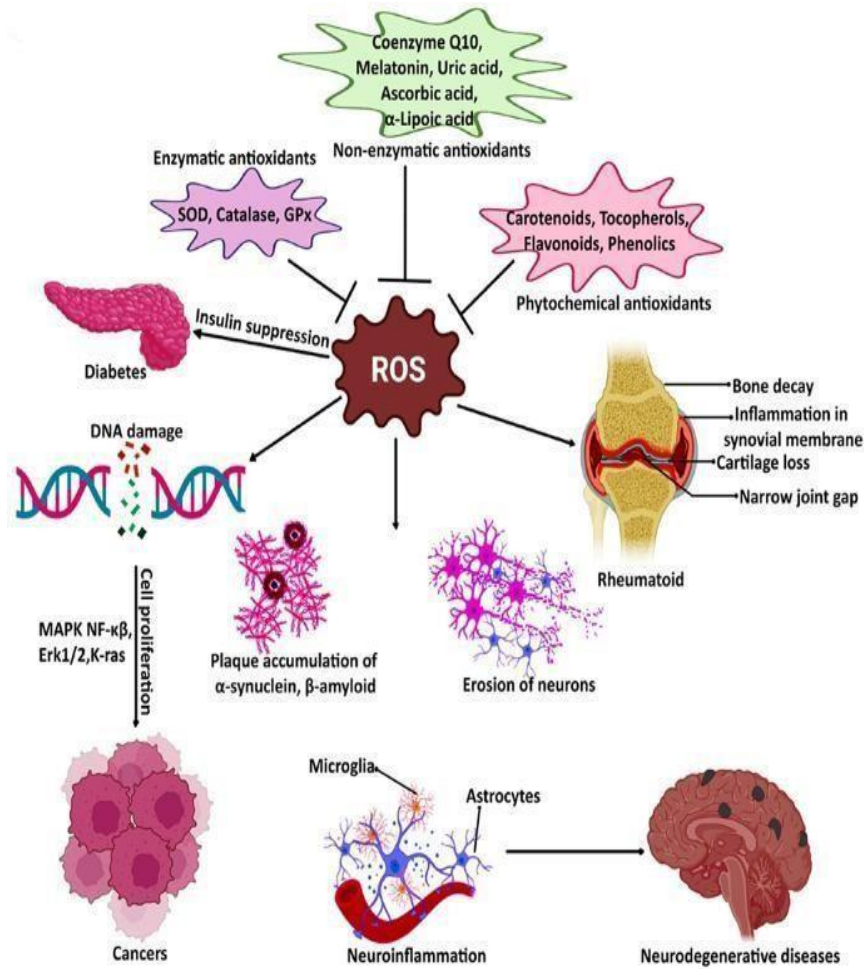 Coenzyme Q10,
Melatonin, Uric acid,
Ascorbic acid,
α-Lipoic acid
Non-enzymatic antioxidants
Enzymatic antioxidants
SOD, Catalase, GPx
Carotenoids, Tocopherols,
Flavonoids, Phenolics
Phytochemical antioxidants
Insulin suppression
Diabetes
ROS
Bone decay
Inflammation in
synovial membrane
Cartilage loss
Narrow joint gap
Rheumatoid
DNA damage
Cell proliferation
MAPK NF-κβ,
Erk1/2,K-ras
Plaque accumulation of
α-synuclein, β-amyloid
Erosion of neurons
Microglia
Astrocytes
Cancers
Neuroinflammation
Neurodegenerative diseases